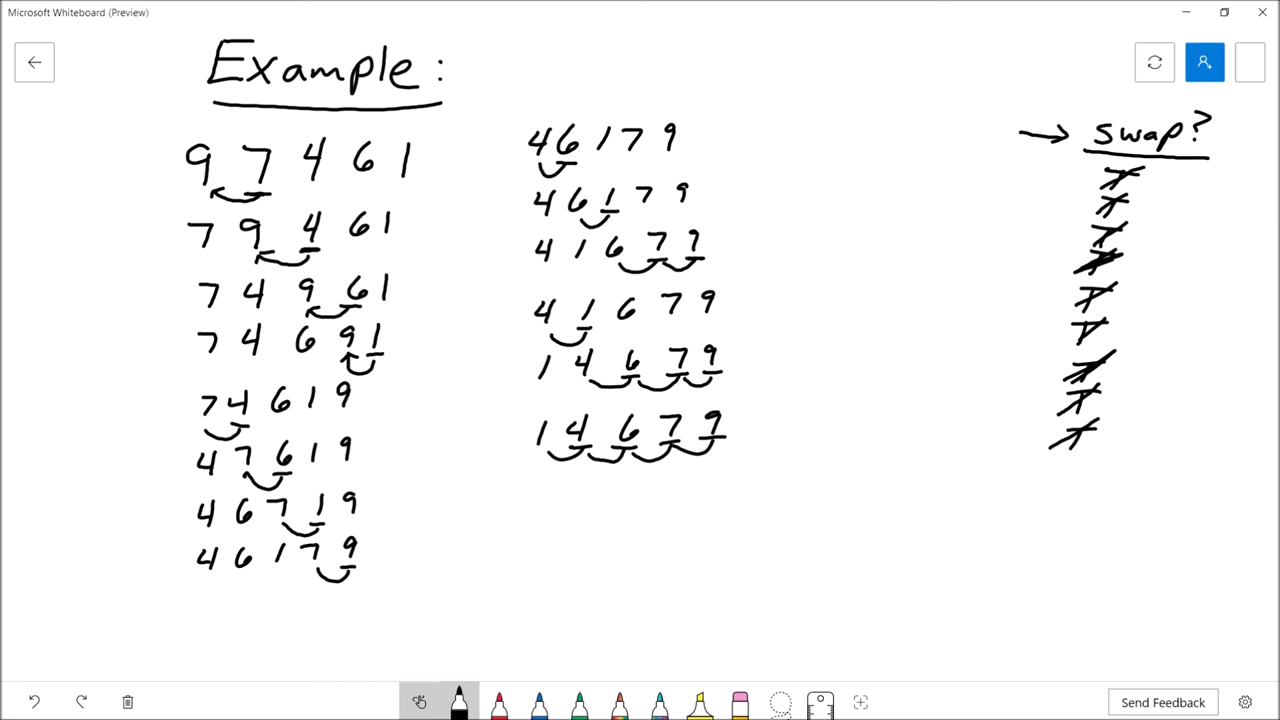 Microsoft Whiteboard (Preview)
Example:
9 7 4 6 1
7 9 4 6 1
7 4 9 6 1
7 4 6 9 1
7 4 6 1 9
4 7 6 1 9
4 6 7 1 9
4 6 1 7 9
4 6 1 7 9
4 6 1 7 9
4 1 6 7 9
4 1 6 7 9
1 4 6 7 9
1 4 6 7 9
→ swap?
Send Feedback